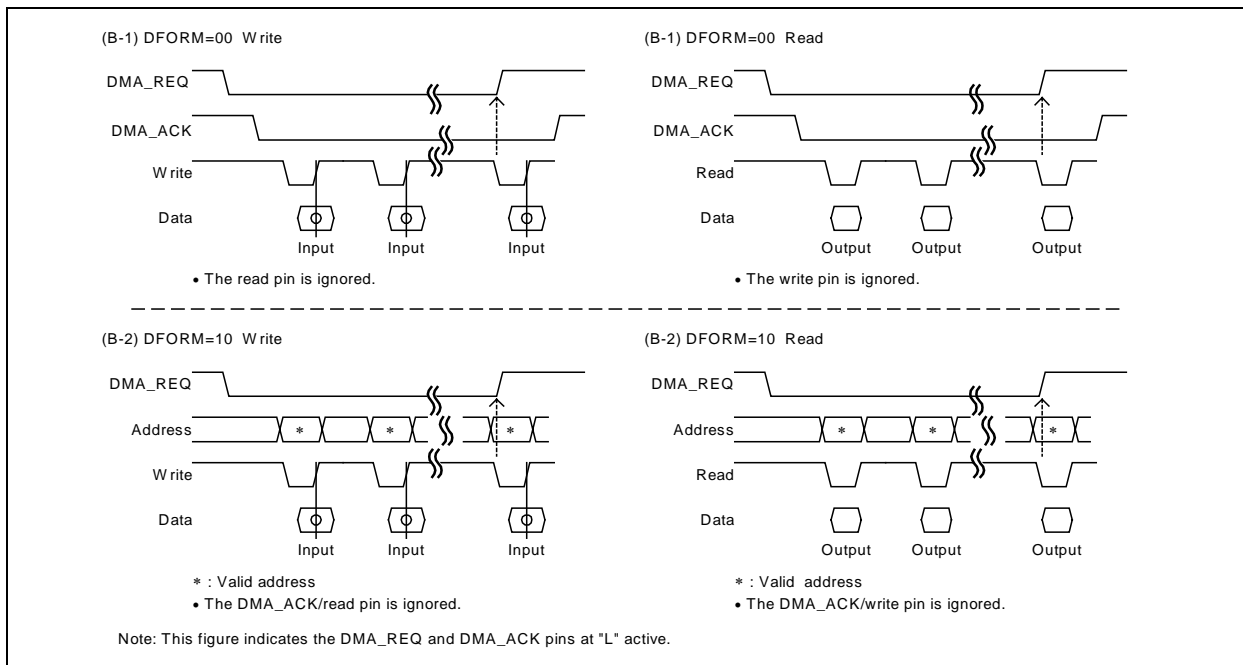 (B-1) DFORM=00 Write
DMA_REQ
DMA_ACK
Write
Data
Input Input Input
• The read pin is ignored.
(B-1) DFORM=00 Read
DMA_REQ
DMA_ACK
Read
Data
Output Output Output
• The write pin is ignored.
(B-2) DFORM=10 Write
DMA_REQ
Address * * *
Write
Data
Input Input Input
* : Valid address
• The DMA_ACK/read pin is ignored.
(B-2) DFORM=10 Read
DMA_REQ
Address * * *
Read
Data
Output Output Output
* : Valid address
• The DMA_ACK/write pin is ignored.
Note: This figure indicates the DMA_REQ and DMA_ACK pins at "L" active.